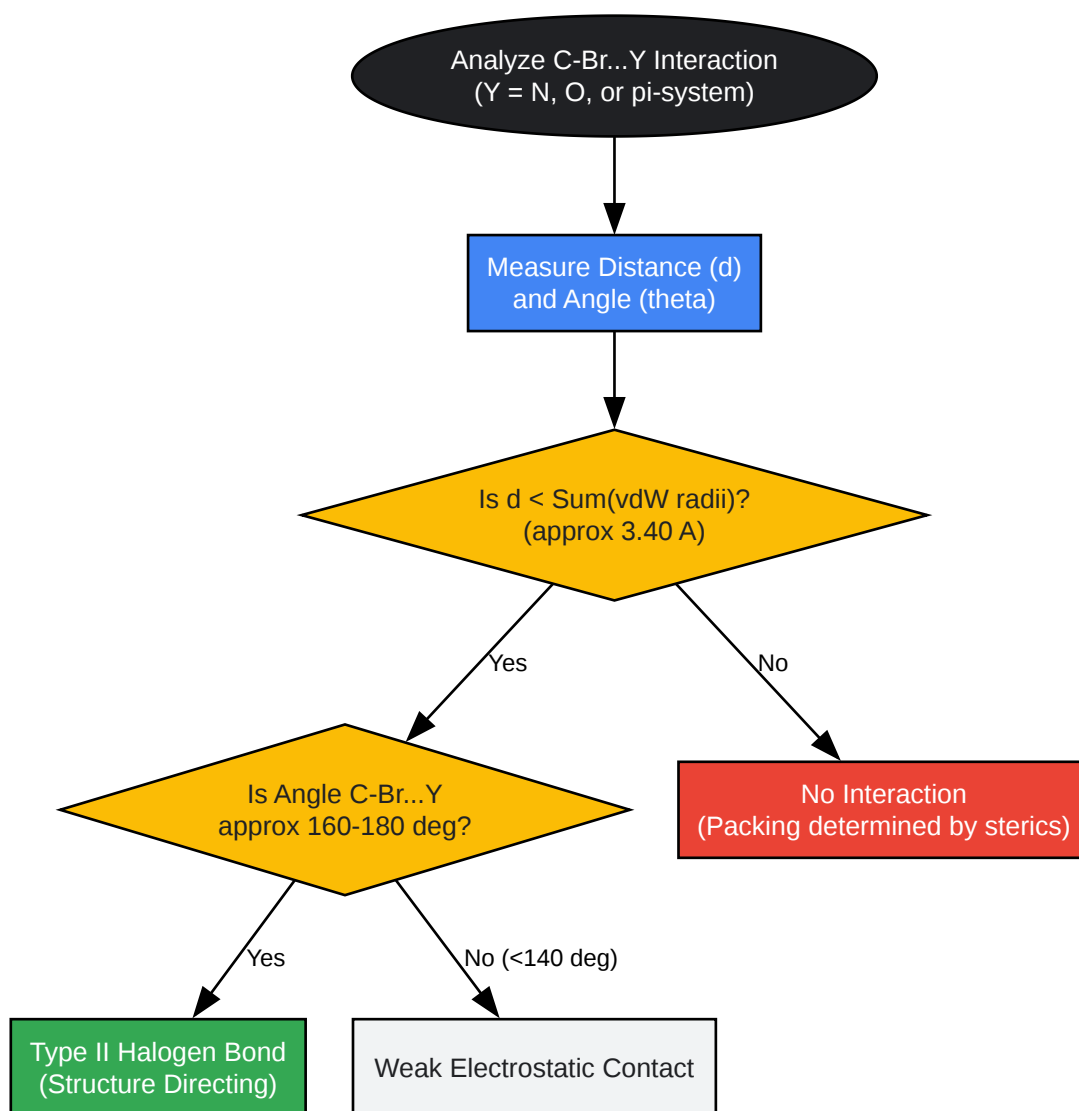 Analyze C-Br...Y Interaction
(Y = N, O, or pi-system)
Measure Distance (d)
and Angle (theta)
Is d < Sum(vdW radii)?
(approx 3.40 A)
Yes
No
Is Angle C-Br...Y
approx 160-180 deg?
No Interaction
(Packing determined by sterics)
Yes
No (<140 deg)
Type II Halogen Bond
(Structure Directing)
Weak Electrostatic Contact